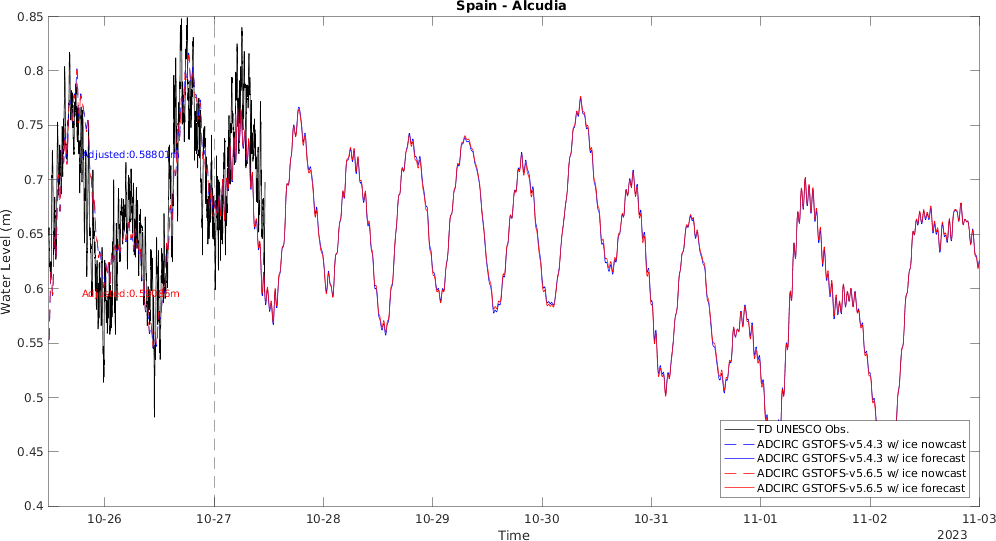 Spain - Alcudia
0.85
0.8
0.75
0.7
0.65
0.6
0.55
0.5
0.45
0.4
Water Level (m)
Adjusted:0.58801m
TD UNESCO Obs.
ADCIRC GSTOFS-v5.4.3 w/ ice nowcast
ADCIRC GSTOFS-v5.4.3 w/ ice forecast
ADCIRC GSTOFS-v5.6.5 w/ ice nowcast
ADCIRC GSTOFS-v5.6.5 w/ ice forecast
10-26
10-27
10-28
10-29
10-30
10-31
11-01
11-02
11-03
Time
2023